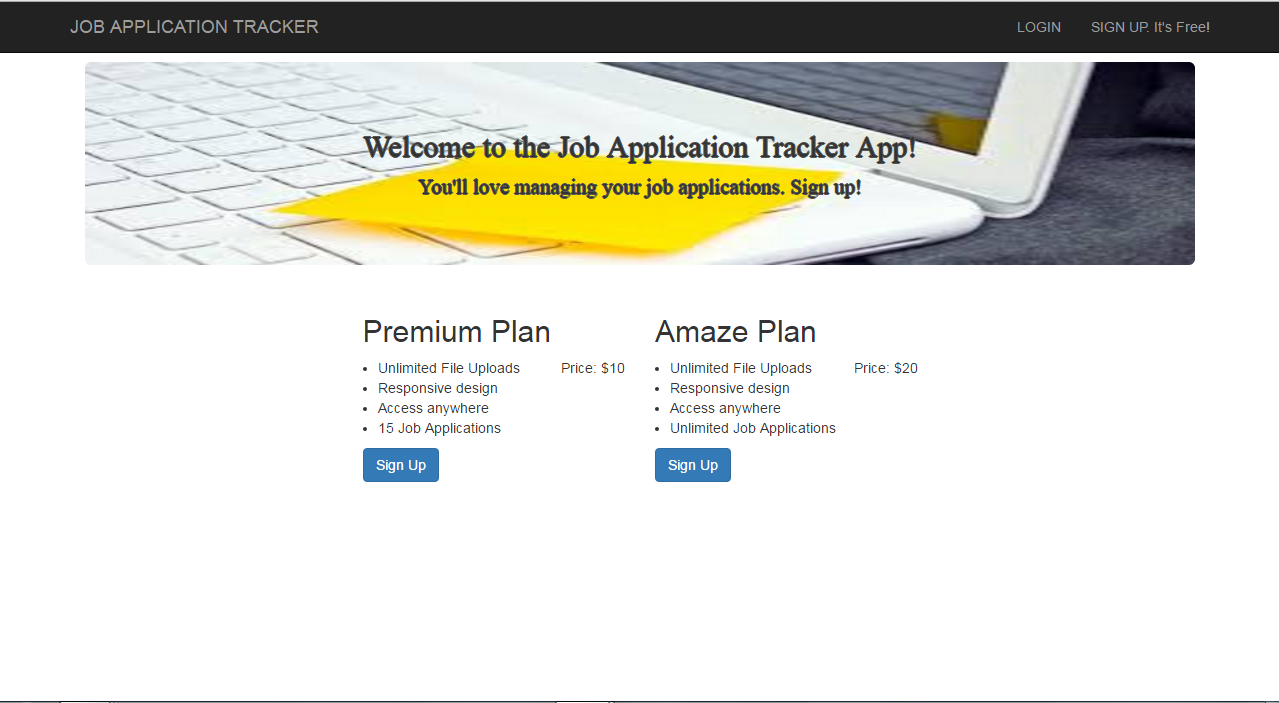 JOB APPLICATION TRACKER
LOGIN
SIGN UP. It's Free!
Welcome to the Job Application Tracker App!
You'll love managing your job applications. Sign up!
Premium Plan
Unlimited File Uploads
Price: $10
Responsive design
Access anywhere
15 Job Applications
Sign Up
Amaze Plan
Unlimited File Uploads
Price: $20
Responsive design
Access anywhere
Unlimited Job Applications
Sign Up